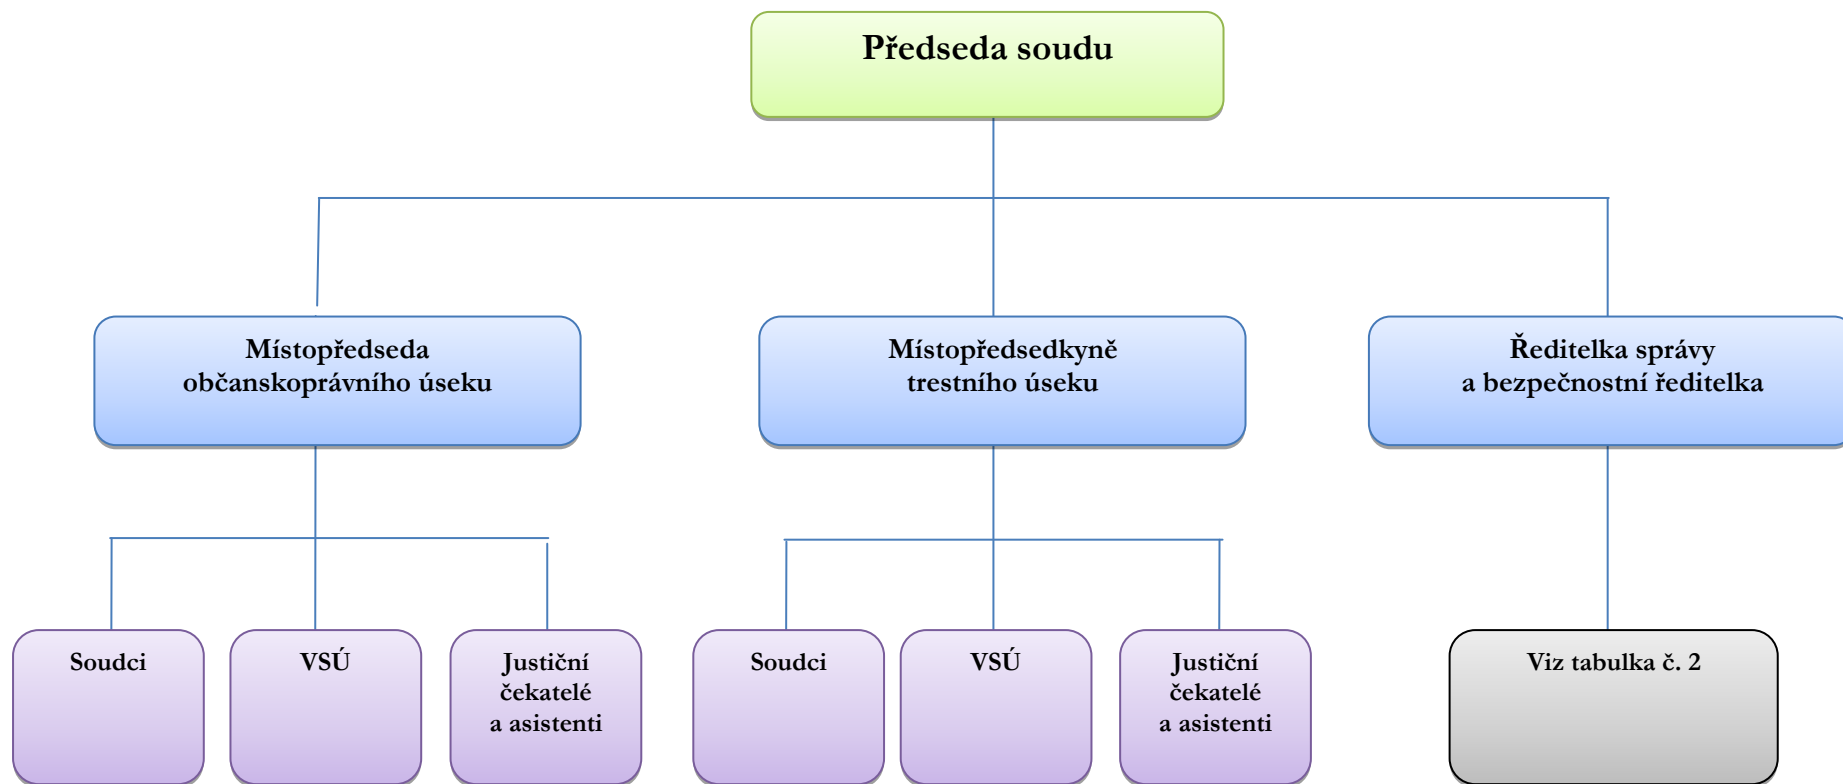 Předseda soudu
Místopředseda
občanskoprávního úseku
Místopředsedkyně
trestního úseku
Ředitelka správy
a bezpečnostní ředitelka
Soudci
VSÚ
Justiční
čekatelé
a asistenti
Soudci
VSÚ
Justiční
čekatelé
a asistenti
Viz tabulka č. 2